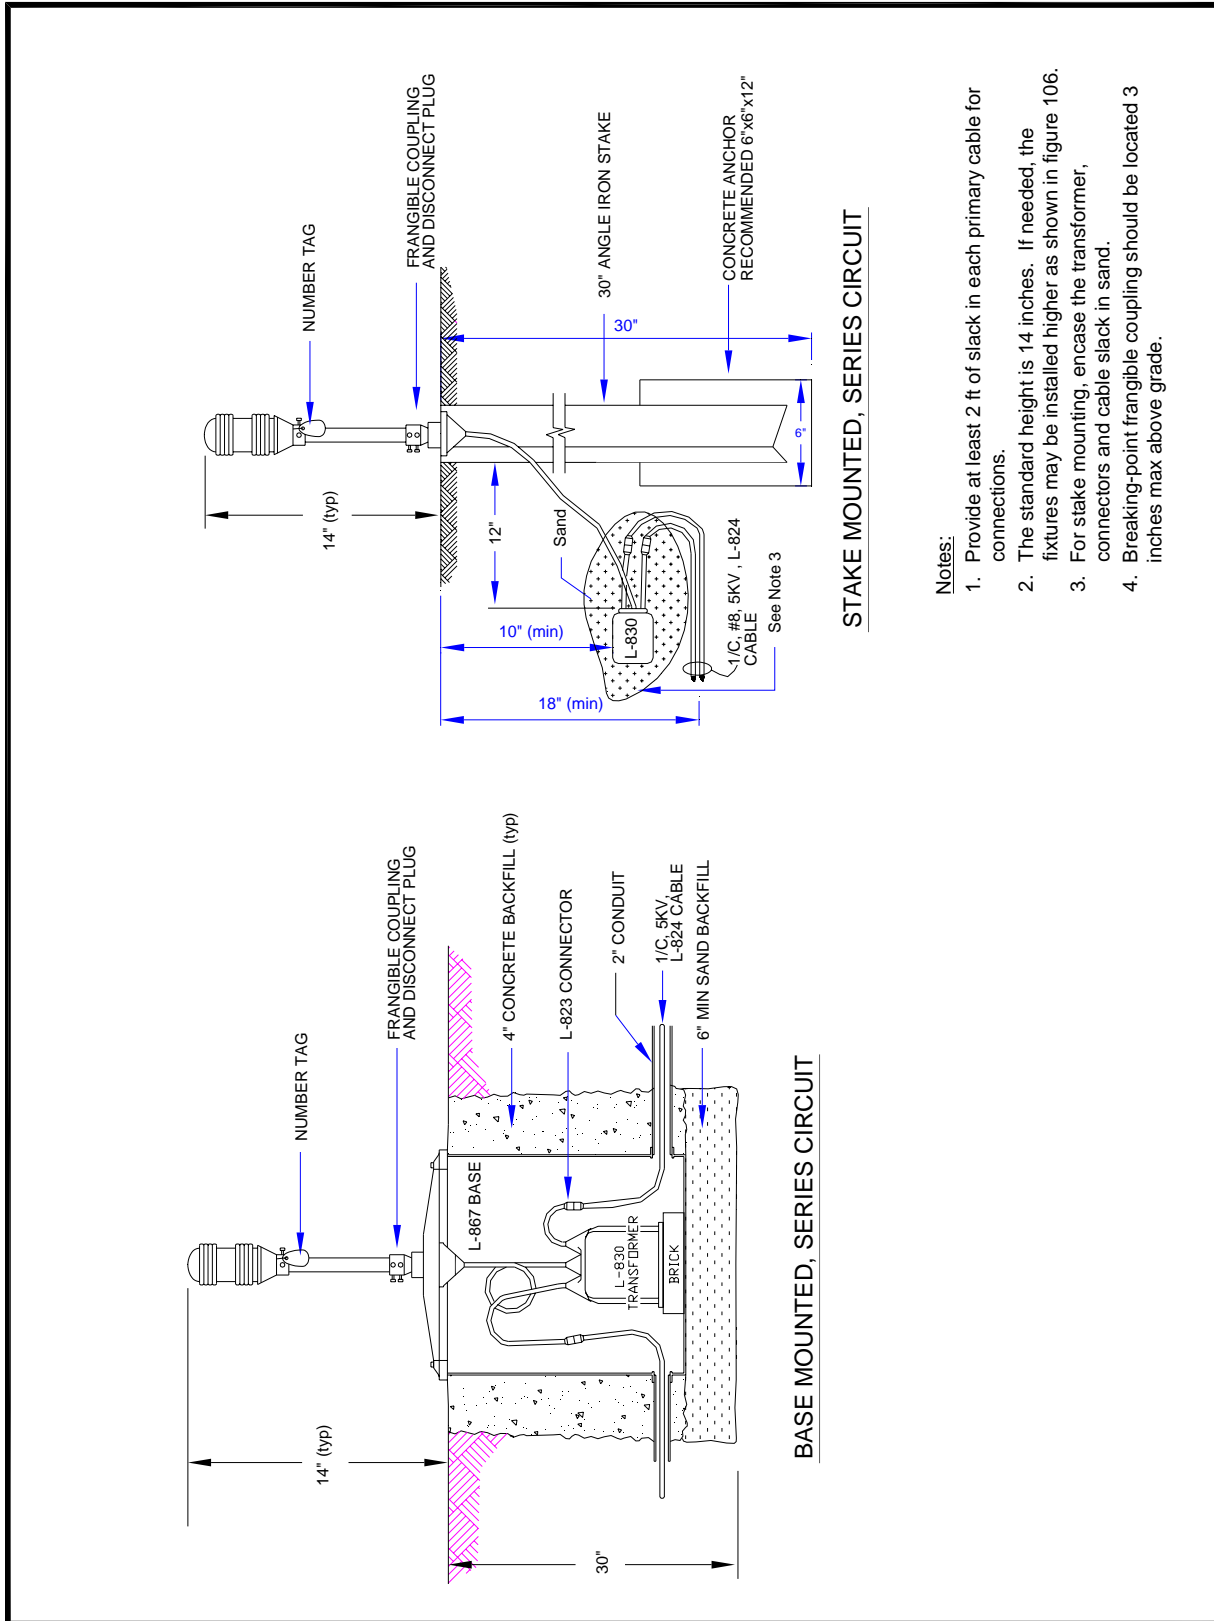 NUMBER TAG
FRANGIBLE COUPLING
AND DISCONNECT PLUG
14" (typ)
L-867 BASE
4" CONCRETE BACKFILL (typ)
L-823 CONNECTOR
2" CONDUIT
1/C, 5KV,
L-824 CABLE
6" MIN SAND BACKFILL
L-830
TRANSFORMER
BRICK
30"
BASE MOUNTED, SERIES CIRCUIT
NUMBER TAG
FRANGIBLE COUPLING
AND DISCONNECT PLUG
14" (typ)
30" ANGLE IRON STAKE
CONCRETE ANCHOR
RECOMMENDED 6"x6"x12"
30"
6"
12"
Sand
10" (min)
L-830
18" (min)
1/C, #8, 5KV , L-824
CABLE
See Note 3
STAKE MOUNTED, SERIES CIRCUIT
Notes:
1. Provide at least 2 ft of slack in each primary cable for
connections.
2. The standard height is 14 inches. If needed, the
fixtures may be installed higher as shown in figure 106.
3. For stake mounting, encase the transformer,
connectors and cable slack in sand.
4. Breaking-point frangible coupling should be located 3
inches max above grade.